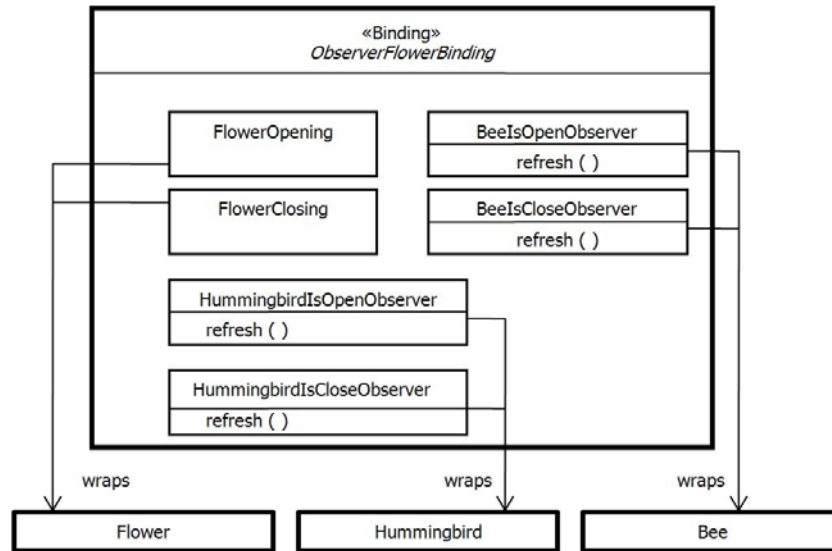 «Binding»
ObserverFlowerBinding
FlowerOpening
BeeIsOpenObserver
refresh ( )
FlowerClosing
BeeIsCloseObserver
refresh ( )
HummingbirdIsOpenObserver
refresh ( )
HummingbirdIsCloseObserver
refresh ( )
wraps
wraps
wraps
Flower
Hummingbird
Bee